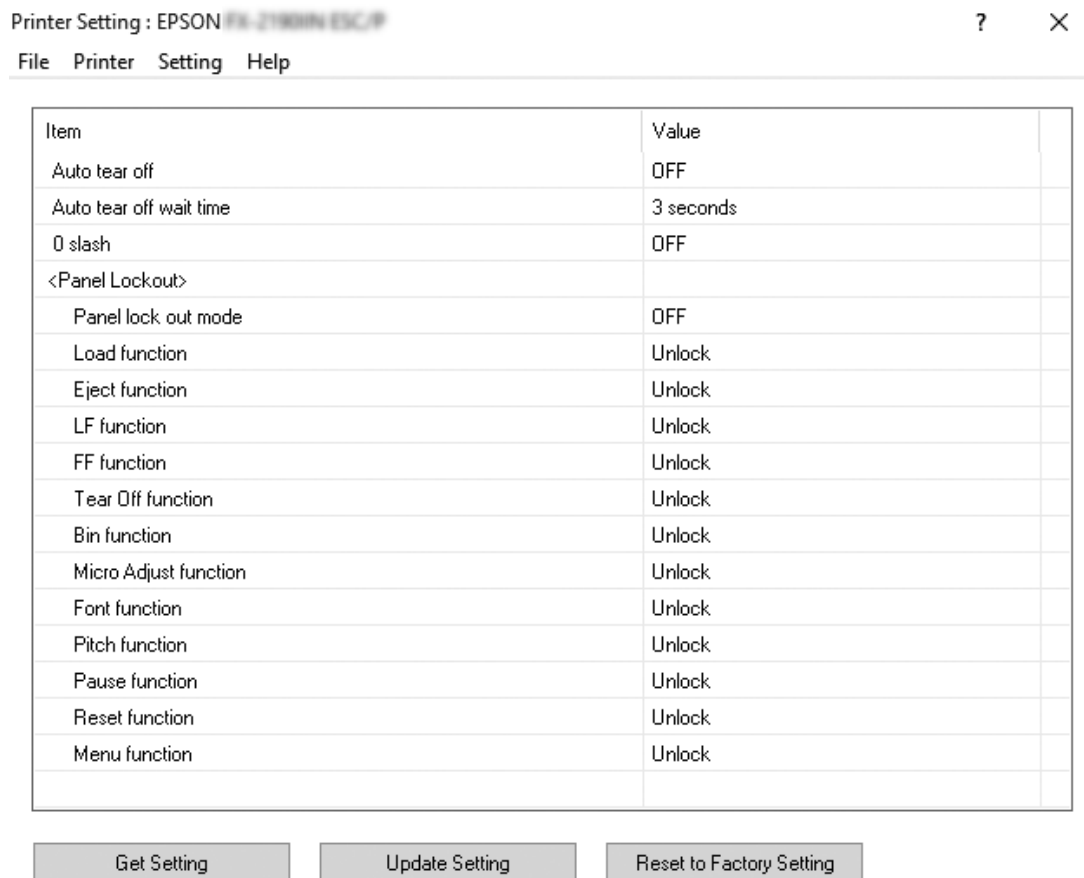 Printer Setting : EPSON
? ×
File Printer Setting Help
Item Value
Auto tear off OFF
Auto tear off wait time 3 seconds
0 slash OFF
<Panel Lockout>
Panel lock out mode OFF
Load function Unlock
Eject function Unlock
LF function Unlock
FF function Unlock
Tear Off function Unlock
Bin function Unlock
Micro Adjust function Unlock
Font function Unlock
Pitch function Unlock
Pause function Unlock
Reset function Unlock
Menu function Unlock
Get Setting Update Setting Reset to Factory Setting